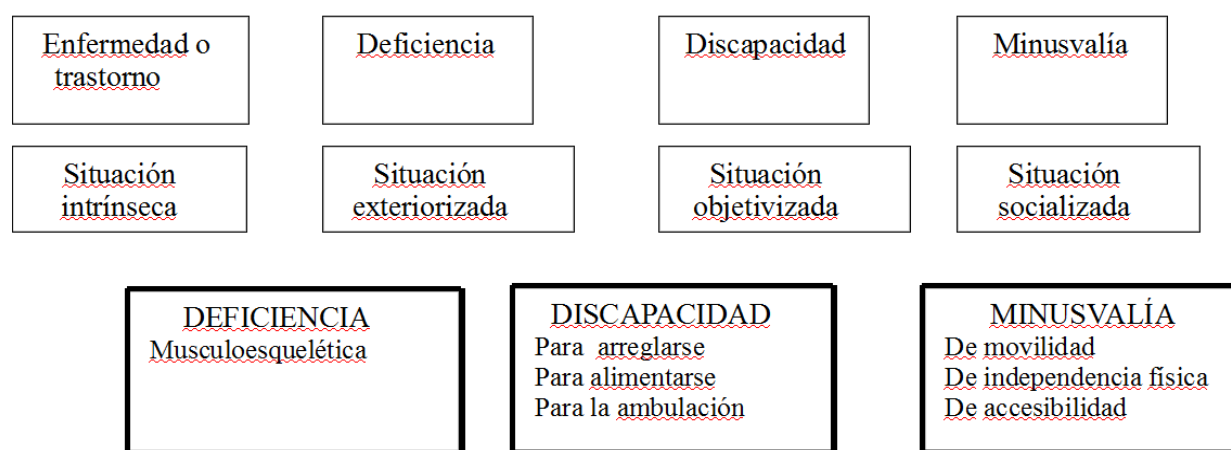 Enfermedad o
trastorno
Deficiencia
Discapacidad
Minusvalía
Situación
intrínseca
Situación
exteriorizada
Situación
objetivizada
Situación
socializada
DEFICIENCIA
Musculoesquelética
DISCAPACIDAD
Para arreglarse
Para alimentarse
Para la ambulación
MINUSVALÍA
De movilidad
De independencia física
De accesibilidad